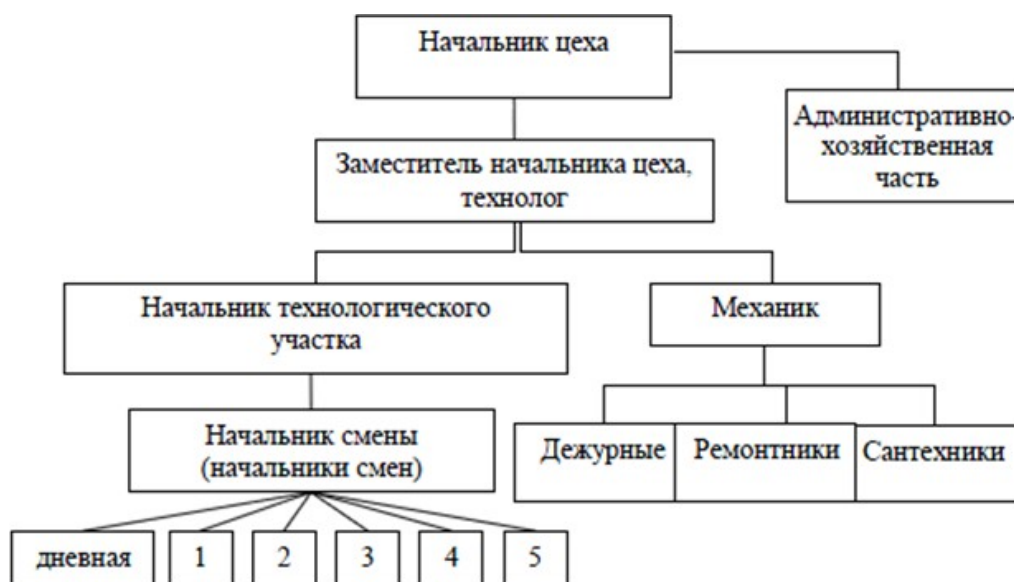 Начальник цеха
Административно-
хозяйственная
часть
Заместитель начальника цеха,
технолог
Начальник технологического
участка
Механик
Начальник смены
(начальники смен)
Дежурные
Ремонтники
Сантехники
дневная
1
2
3
4
5